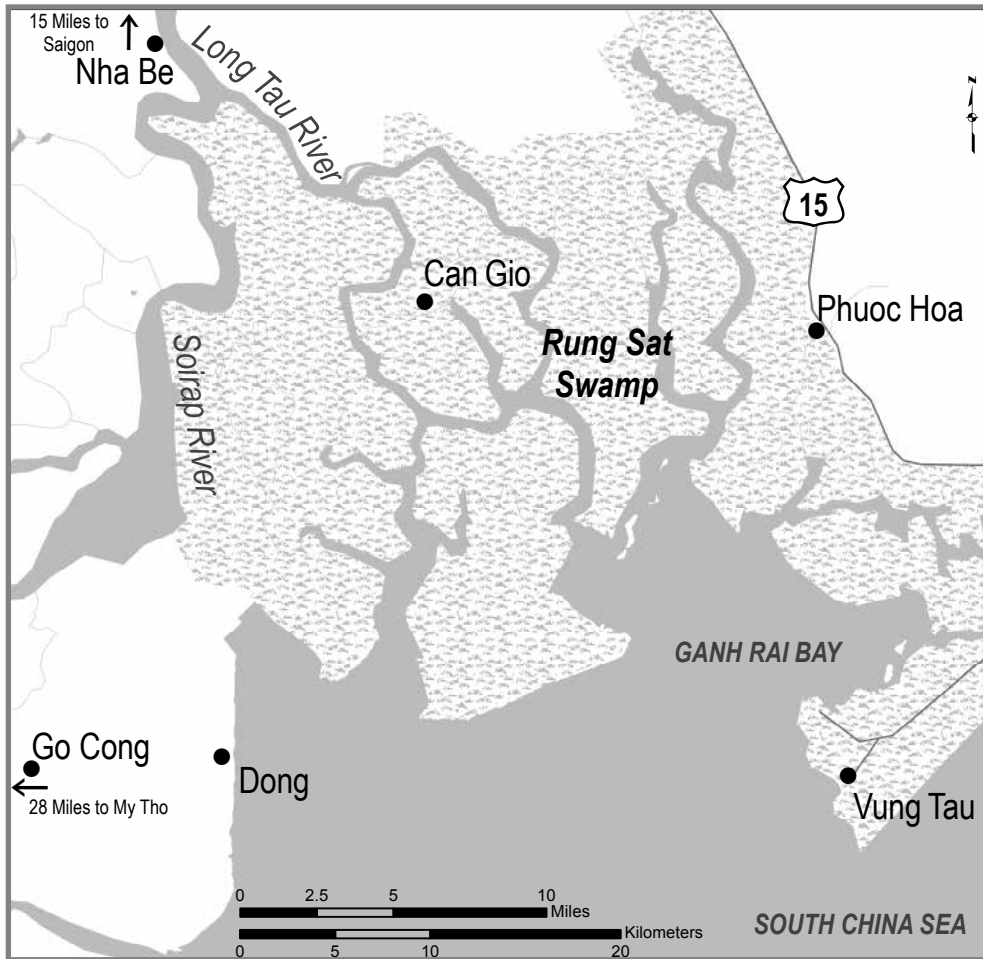 15 Miles to
Saigon
Nha Be
Long Tau River
N
15
Can Gio
Phuoc Hoa
Rung Sat
Swamp
Soirap River
GANH RAI BAY
Go Cong
Dong
28 Miles to My Tho
Vung Tau
0 2.5 5 10
Miles
Kilometers
0 5 10 20
SOUTH CHINA SEA